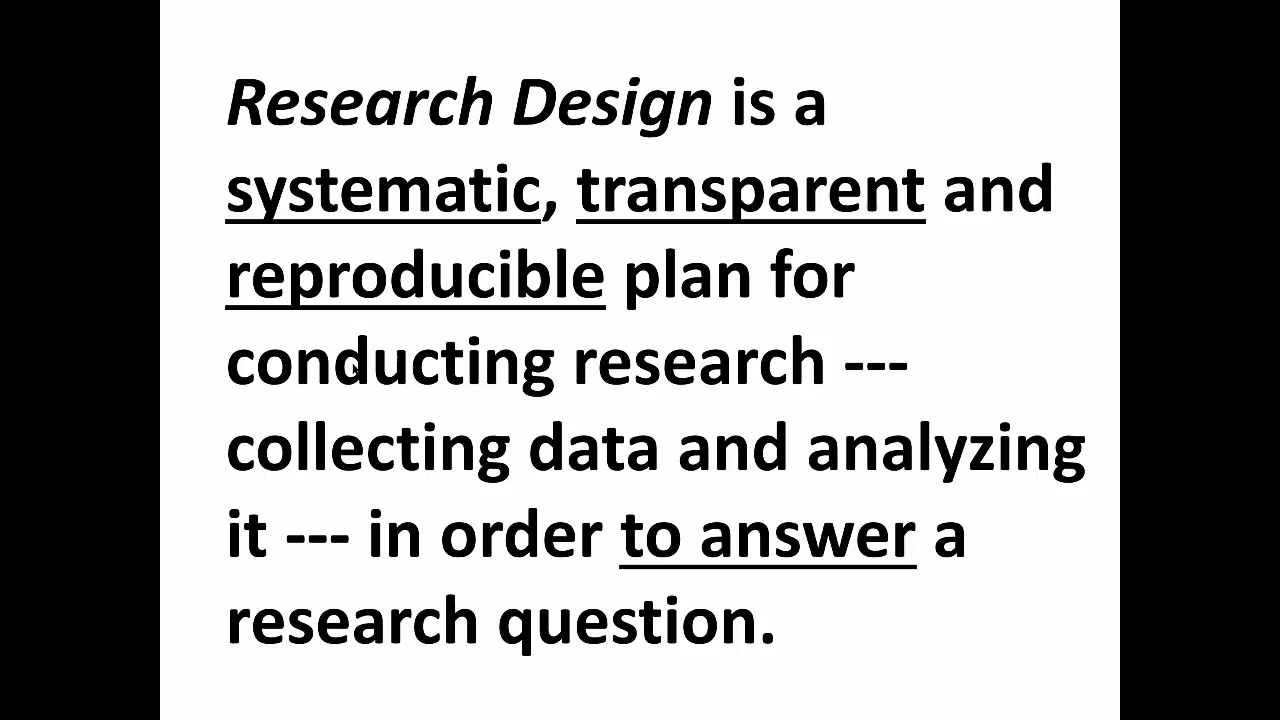 Research Design is a
systematic, transparent and
reproducible plan for
conducting research ---
collecting data and analyzing
it --- in order to answer a
research question.